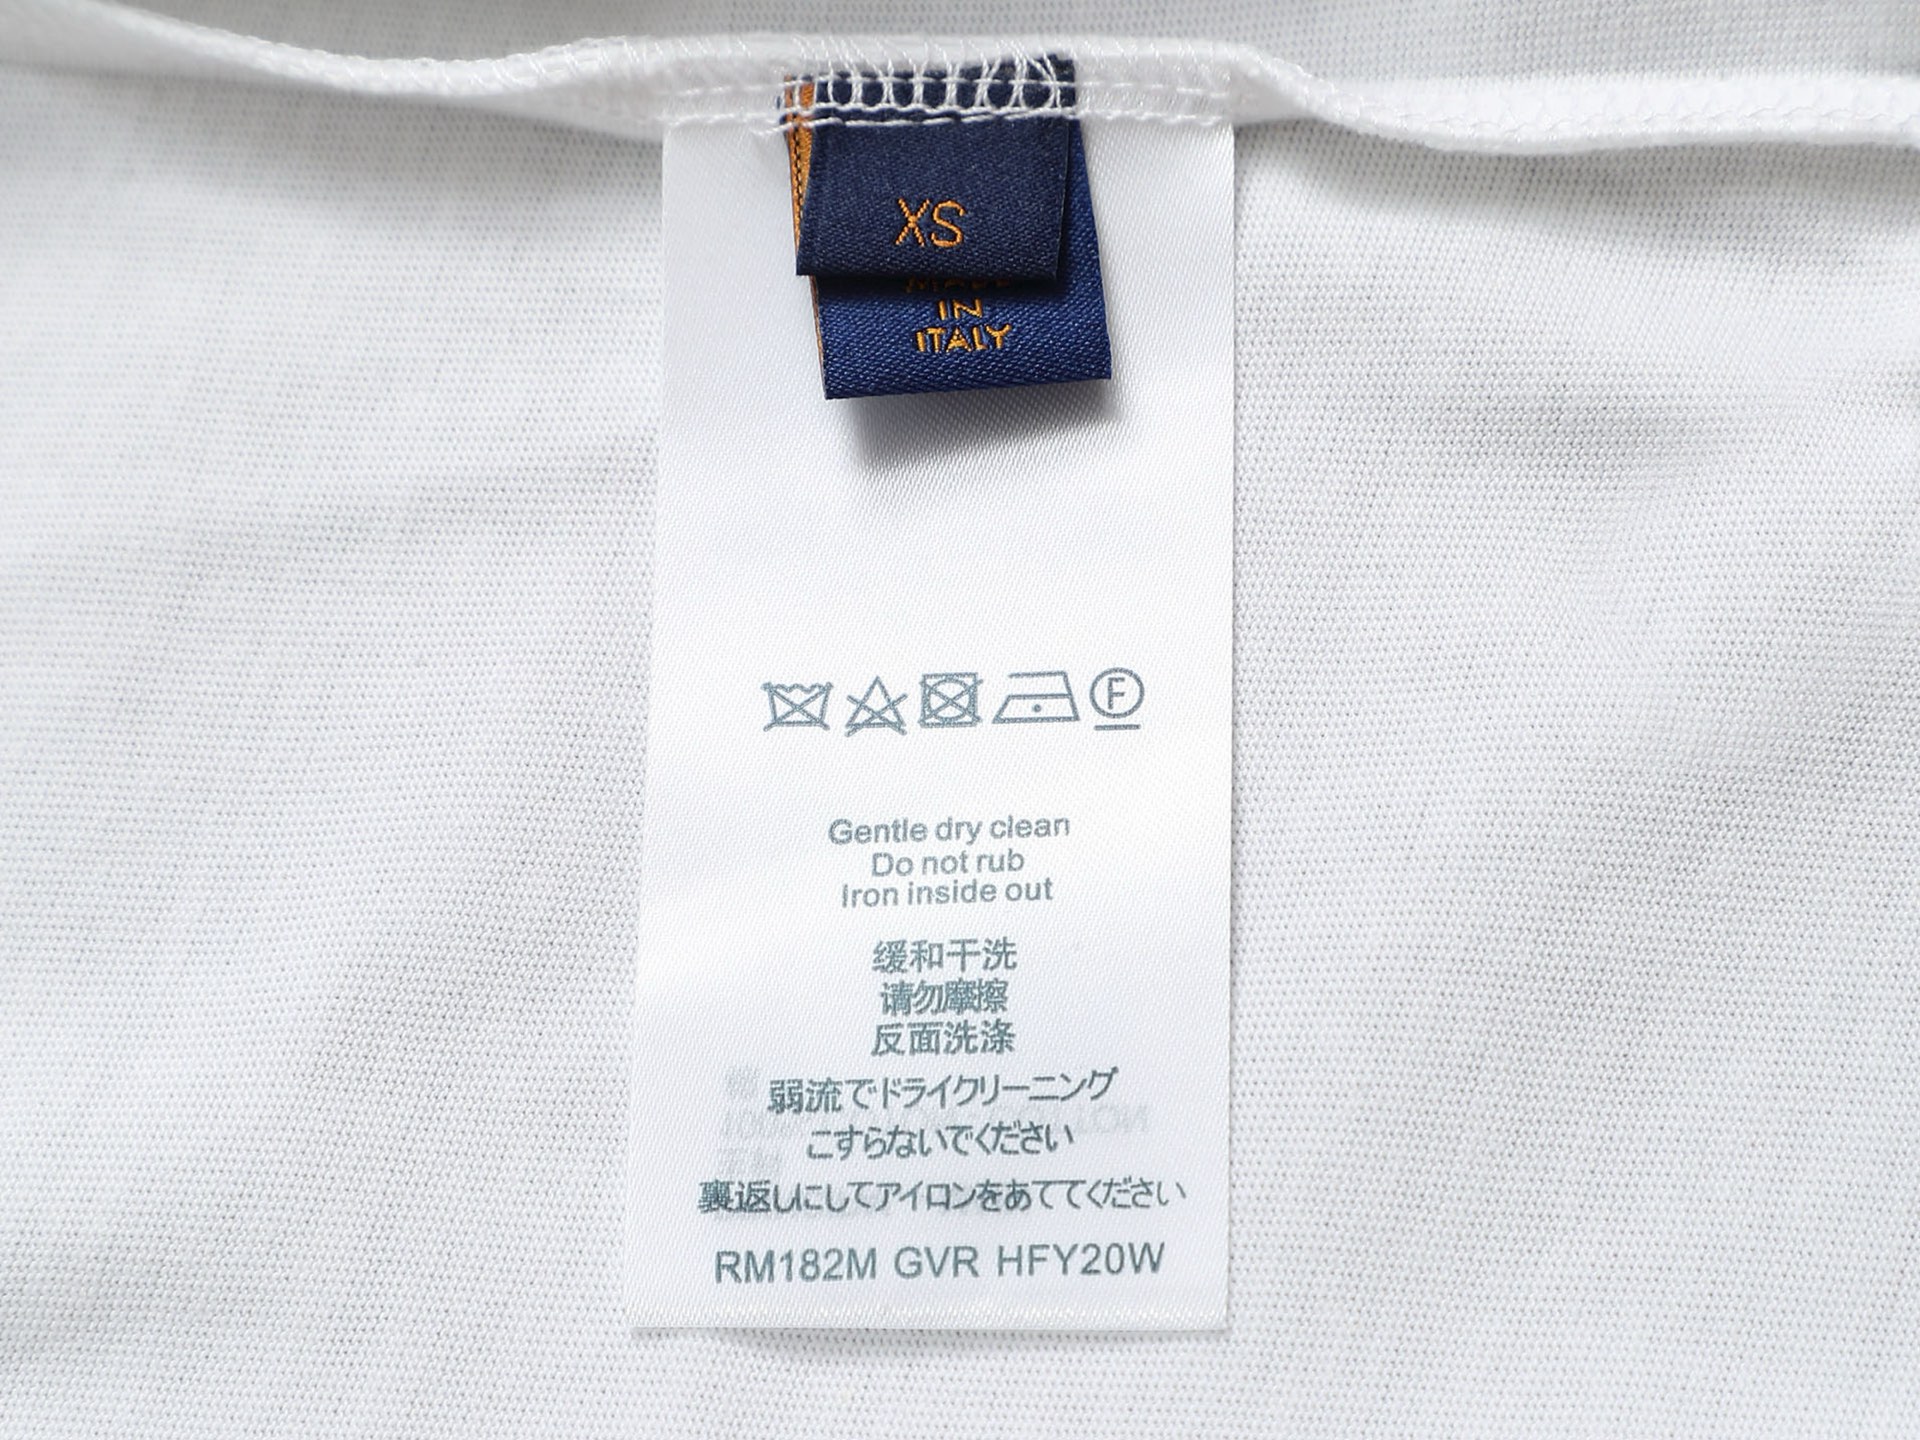 XS
MADE
IN
ITALY
F
Gentle dry clean
Do not rub
Iron inside out
缓和干洗
请勿摩擦
反面洗涤
弱流でドライクリーニング
こすらないでください
裏返しにしてアイロンをあててください
RM182M GVR HFY20W